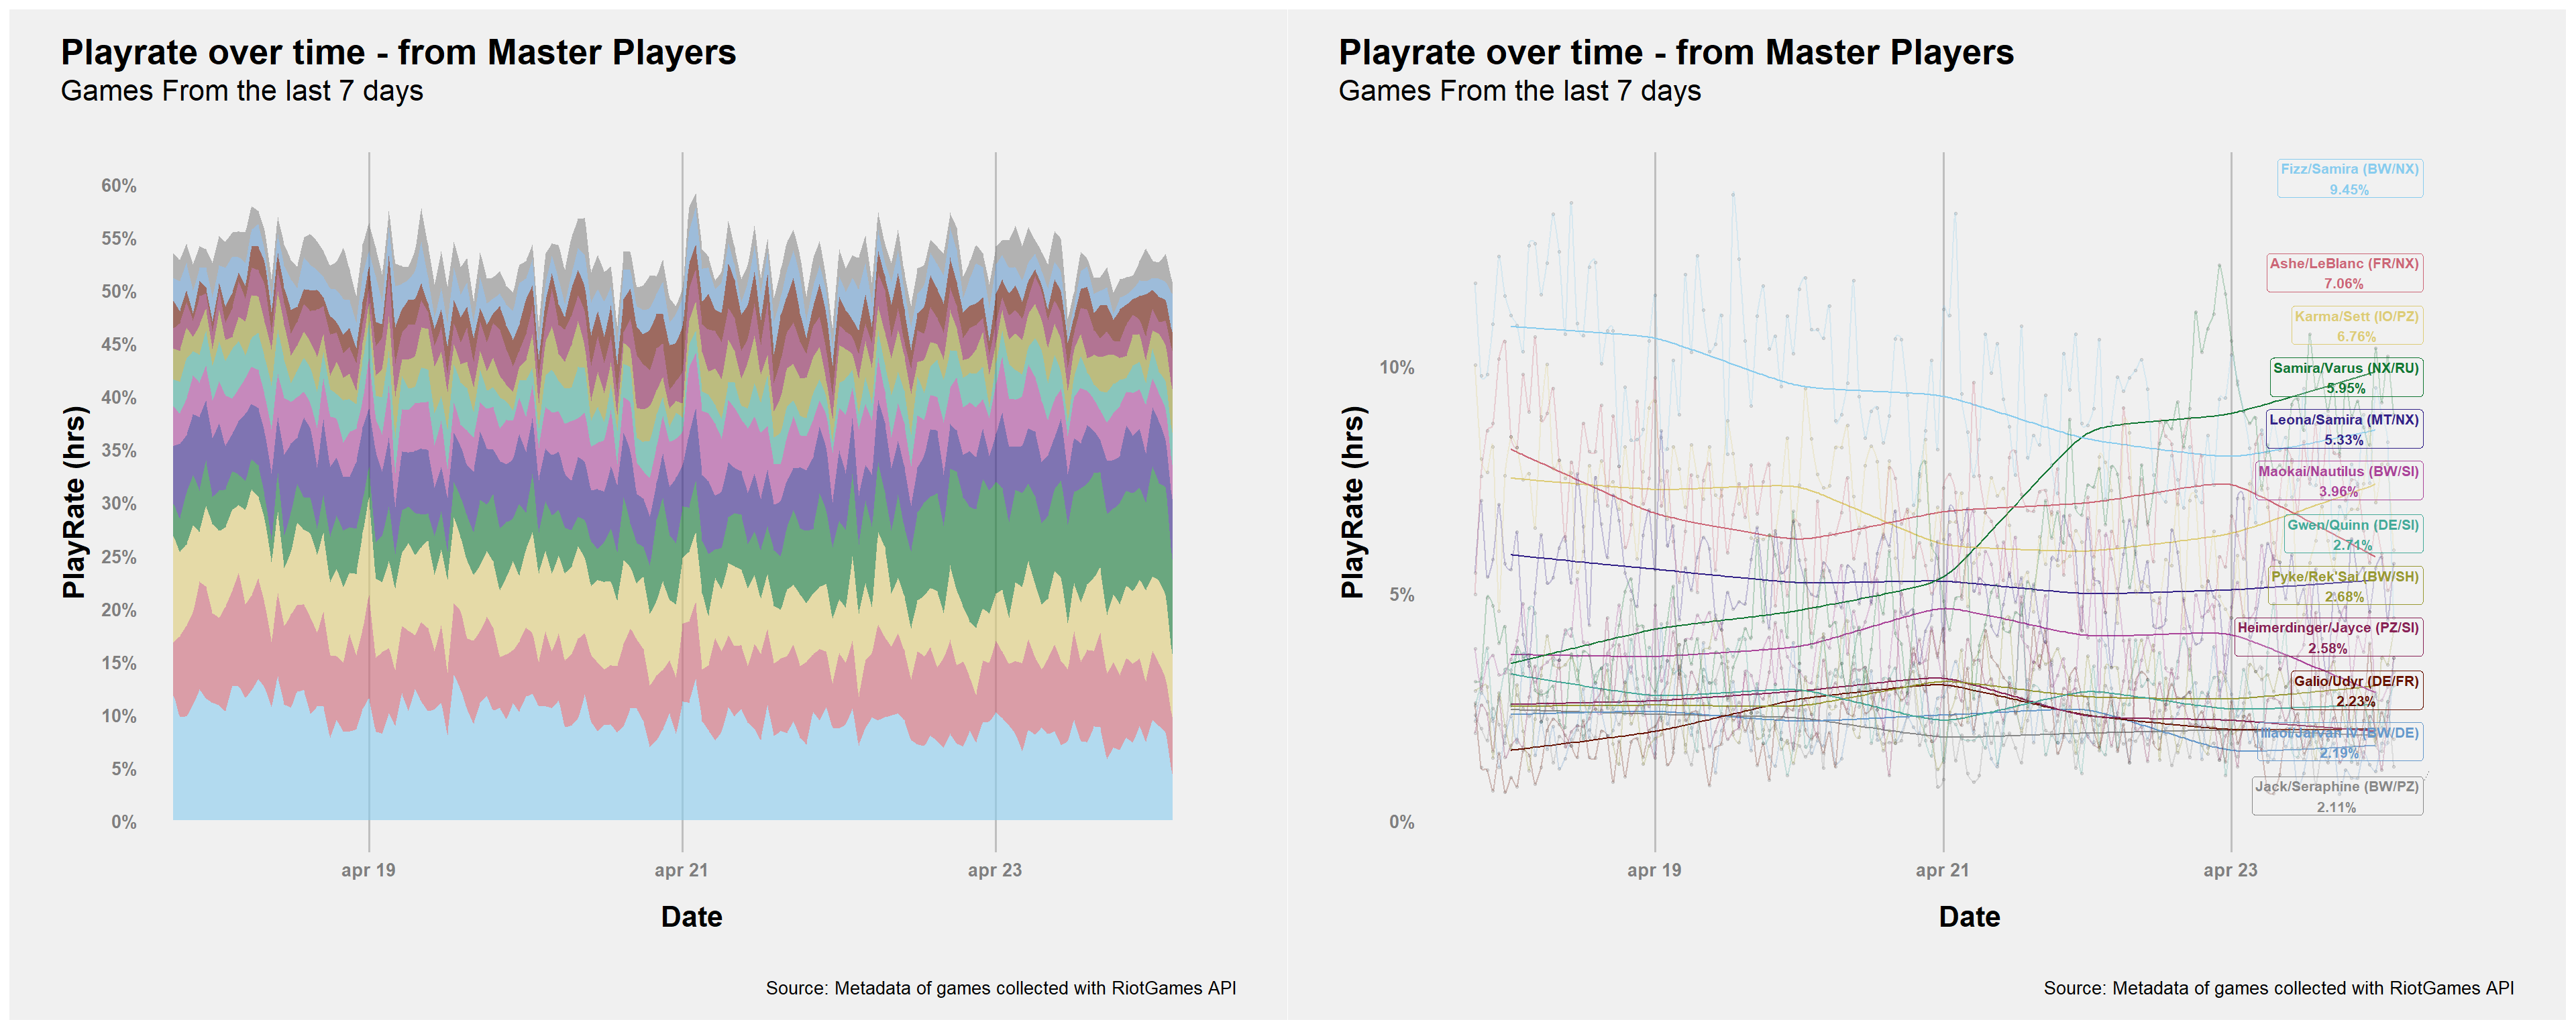 Playrate over time - from Master Players
Games From the last 7 days
PlayRate (hrs)
60%
55%
50%
45%
40%
35%
30%
25%
20%
15%
10%
5%
0%
apr 19
apr 21
apr 23
Date
Source: Metadata of games collected with RiotGames API
Playrate over time - from Master Players
Games From the last 7 days
PlayRate (hrs)
10%
5%
0%
apr 19
apr 21
apr 23
Date
Fizz/Samira (BW/NX)
9.45%
Ashe/LeBlanc (FR/NX)
7.06%
Karma/Sett (IO/PZ)
6.76%
Samira/Varus (NX/RU)
5.95%
Leona/Samira (MT/NX)
5.33%
Maokai/Nautilus (BW/SI)
3.96%
Gwen/Quinn (DE/SI)
2.71%
Pyke/Rek'Sai (BW/SH)
2.68%
Heimerdinger/Jayce (PZ/SI)
2.58%
Galio/Udyr (DE/FR)
2.23%
Illaoi/Jarvan IV (BW/DE)
2.19%
Jack/Seraphine (BW/PZ)
2.11%
Source: Metadata of games collected with RiotGames API